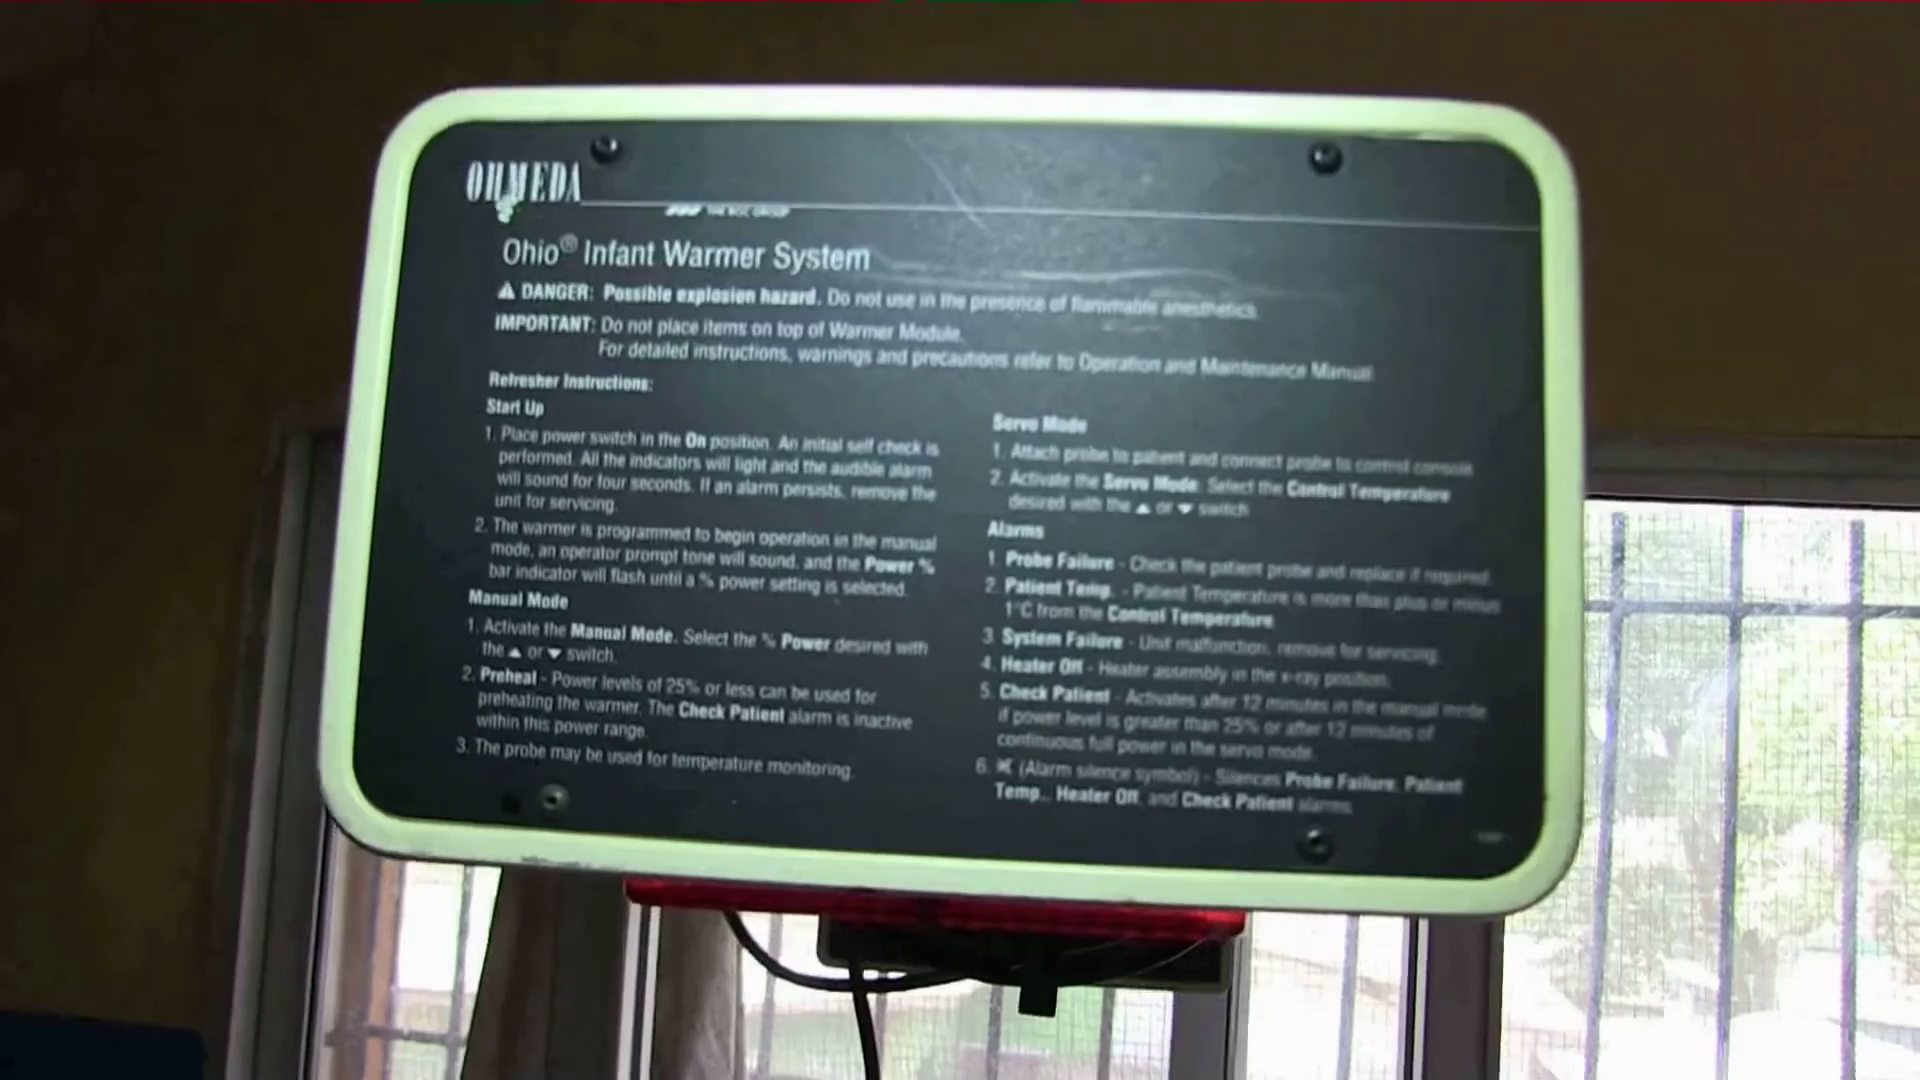 OHMEDA
THE BOC GROUP
Ohio® Infant Warmer System
⚠ DANGER: Possible explosion hazard. Do not use in the presence of flammable anesthetics.
IMPORTANT: Do not place items on top of Warmer Module.
For detailed instructions, warnings and precautions refer to Operation and Maintenance Manual.
Refresher Instructions:
Start Up
1. Place power switch in the On position. An initial self check is
performed. All the indicators will light and the audible alarm
will sound for four seconds. If an alarm persists, remove the
unit for servicing.
2. The warmer is programmed to begin operation in the manual
mode, an operator prompt tone will sound, and the Power %
bar indicator will flash until a % power setting is selected.
Manual Mode
1. Activate the Manual Mode. Select the % Power desired with
the ▲ or ▼ switch.
2. Preheat - Power levels of 25% or less can be used for
preheating the warmer. The Check Patient alarm is inactive
within this power range.
3. The probe may be used for temperature monitoring.
Servo Mode
1. Attach probe to patient and connect probe to control console.
2. Activate the Servo Mode. Select the Control Temperature
desired with the ▲ or ▼ switch.
Alarms
1. Probe Failure - Check the patient probe and replace if required.
2. Patient Temp. - Patient Temperature is more than plus or minus
1°C from the Control Temperature.
3. System Failure - Unit malfunction, remove for servicing.
4. Heater Off - Heater assembly in the x-ray position.
5. Check Patient - Activates after 12 minutes in the manual mode
if power level is greater than 25% or after 12 minutes of
continuous full power in the servo mode.
6. (Alarm silence symbol) - Silences Probe Failure, Patient
Temp., Heater Off, and Check Patient alarms.